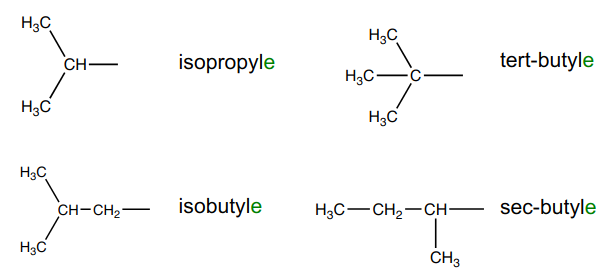 H₃C
CH
isopropyle
H₃C
H₃C
H₃C C
tert-butyle
H₃C
H₃C
CH CH₂
isobutyle
H₃C
H₃C CH₂ CH
sec-butyle
CH₃